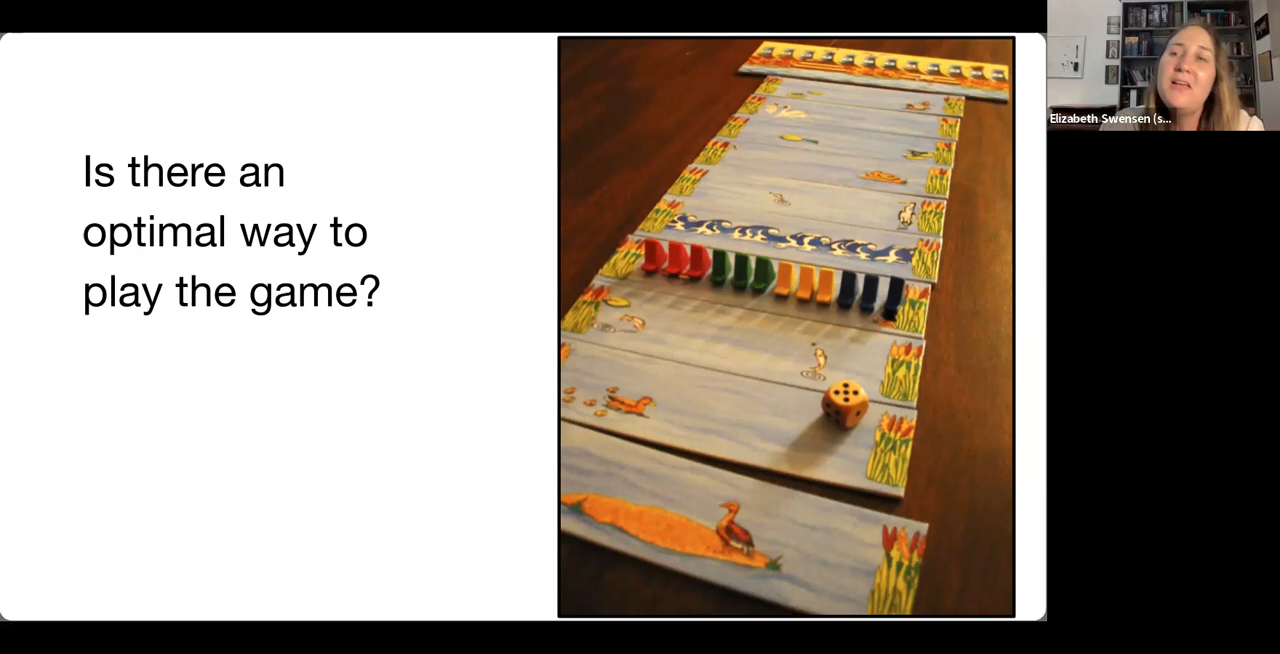 Is there an
optimal way to
play the game?
Elizabeth Swensen (s...